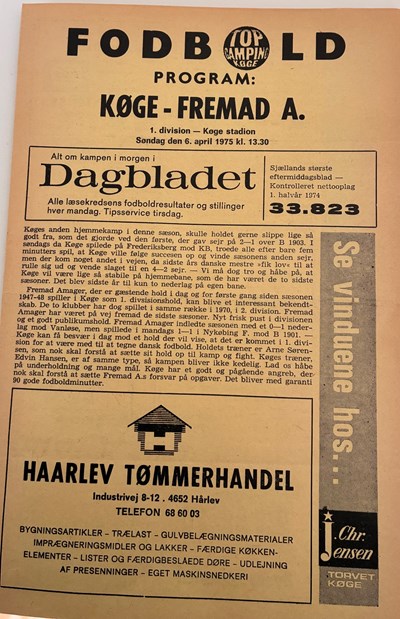 FODBOLD
TOP
CAMPING
KØGE
PROGRAM:
KØGE - FREMAD A.
1. division — Køge stadion
Søndag den 6. april 1975 kl. 13.30
Alt om kampen i morgen i
Dagbladet
Alle læsekredsens fodboldresultater og stillinger
hver mandag. Tipsservice tirsdag.
Sjællands største
eftermiddagsblad —
Kontrolleret nettooplag
1. halvår 1974
33.823
Køges anden hjemmekamp i denne sæson, skulle holdet gerne slippe lige så
godt fra, som det gjorde ved den første, der gav sejr på 2—1 over B 1903. I
søndags da Køge spillede på Frederiksberg mod KB, troede alle efter bare fem
minutters spil, at Køge ville følge succesen op og vinde sæsonens anden sejr,
men der kom noget andet i vejen, da sidste års danske mestre »fik lov« til at
rulle sig ud og vende slaget til en 4—2 sejr. — Vi må dog tro og håbe på, at
Køge vil være lige så stabile på hjemmebane, som de har været de to sidste
sæsoner. Det blev sidste år til kun to nederlag på egen bane.
Fremad Amager, der er gæstende hold i dag og for første gang siden sæsonen
1947-48 spiller i Køge som 1. divisionshold, kan blive et interessant bekendt-
skab. De to klubber har dog spillet i samme række i 1970, i 2. division. Fremad
Amager har været på vej fremad de sidste sæsoner. Nyt frisk pust i divisionen
og et godt publikumshold. Fremad Amager indledte sæsonen med et 0—1 neder-
lag mod Vanløse, men spillede i mandags 1—1 i Nykøbing F. mod B 1901. —
Køge kan få besvær i dag mod et hold der vil vise, at det er kommet i 1. divi-
sion for at være med til at tegne dansk fodbold. Holdets træner er Arne Søren-
sen, som nok skal forstå at sætte sit hold op til kamp og fight. Køges træner,
Edvin Hansen, er af samme type, så kampen bliver ikke kedelig. Lad os håbe
på underholdning og mange mål. Køge har et godt og pågående angreb, der-
nok skal forstå at sætte Fremad A.s forsvar på opgaver. Det bliver med garanti
90 gode fodboldminutter.
Se vinduene hos...
j. Chr.
Jensen
TORVET
KØGE
HAARLEV TØMMERHANDEL
Industrivej 8-12 . 4652 Hårlev
TELEFON 68 60 03
BYGNINGSARTIKLER - TRÆLAST - GULVBELÆGNINGSMATERIALER
IMPRÆGNERINGSMIDLER OG LAKKER - FÆRDIGE KØKKEN-
ELEMENTER - LISTER OG FÆRDIGBESLAEDE DØRE - UDLEJNING
AF PRESENNINGER - EGET MASKINSNEDKERI